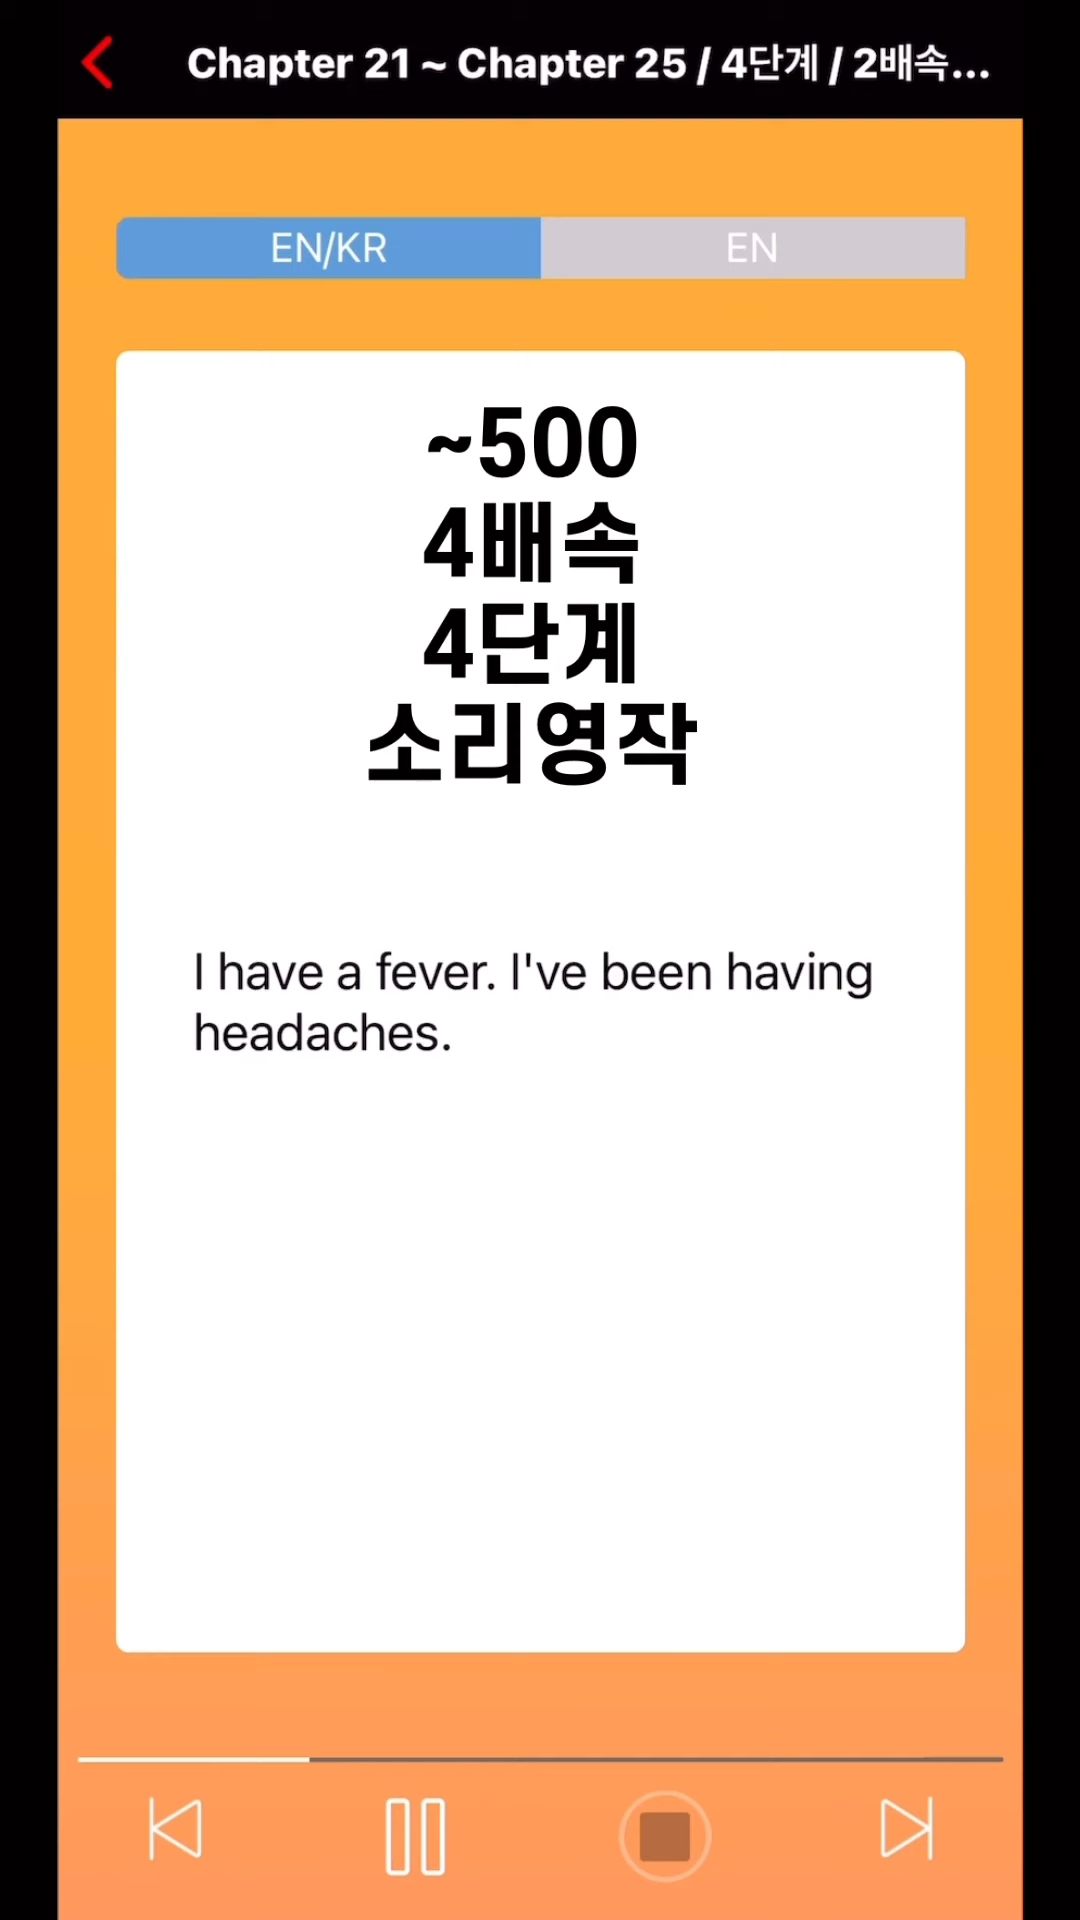 Chapter 21 ~ Chapter 25 / 4단계 / 2배속...
EN/KR
EN
~500
4배속
4단계
소리영작
I have a fever. I've been having
headaches.